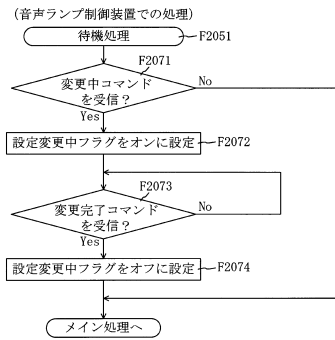 (音声ランプ制御装置での処理)
待機処理
F2051
F2071
変更中コマンド
を受信？
No
Yes
設定変更中フラグをオンに設定
F2072
F2073
変更完了コマンド
を受信？
No
Yes
設定変更中フラグをオフに設定
F2074
メイン処理へ